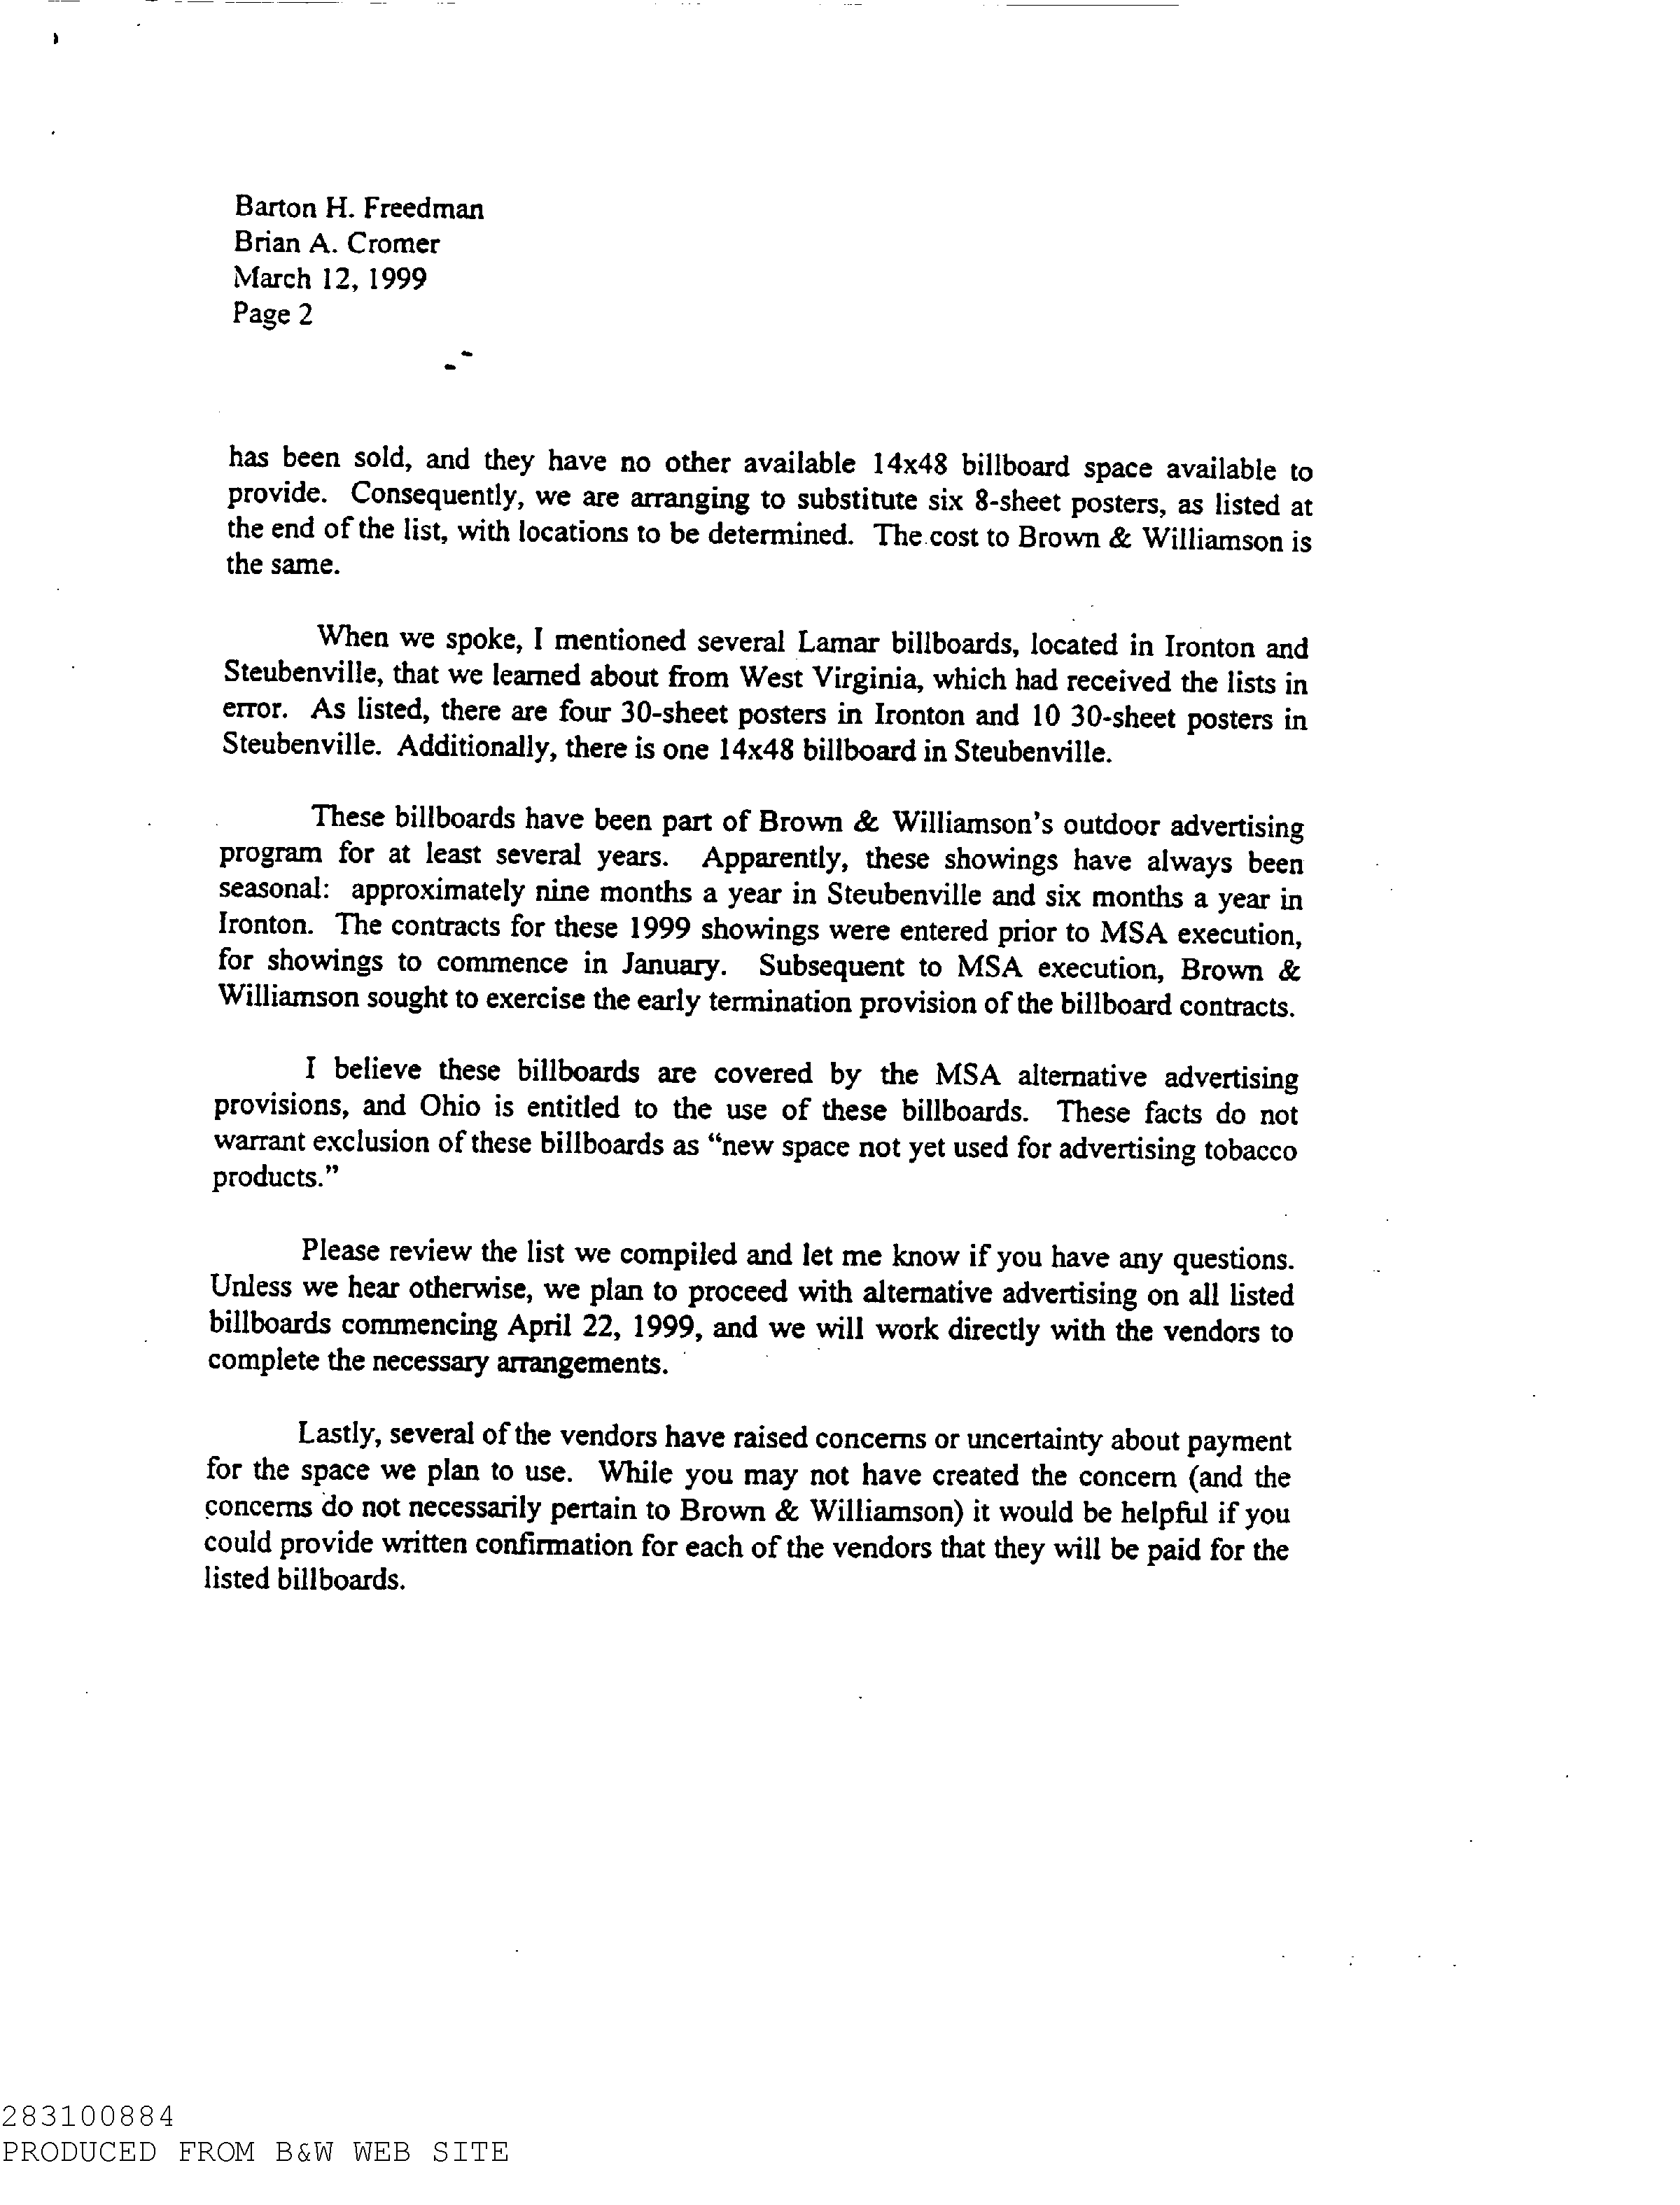 Barton H. Freedman
Brian A. Cromer
March 12, 1999
Page 2
has been sold, and they have no other available 14x48 billboard space available to
provide. Consequently, we are arranging to substitute six 8-sheet posters, as listed at
the end of the list, with locations to be determined. The cost to Brown & Williamson is
the same.
When we spoke, I mentioned several Lamar billboards, located in Ironton and
Steubenville, that we learned about from West Virginia, which had received the lists in
error. As listed, there are four 30-sheet posters in Ironton and 10 30-sheet posters in
Steubenville. Additionally, there is one 14x48 billboard in Steubenville.
These billboards have been part of Brown & Williamson's outdoor advertising
program for at least several years. Apparently, these showings have always been
seasonal: approximately nine months a year in Steubenville and six months a year in
Ironton. The contracts for these 1999 showings were entered prior to MSA execution,
for showings to commence in January. Subsequent to MSA execution, Brown &
Williamson sought to exercise the early termination provision of the billboard contracts.
I believe these billboards are covered by the MSA alternative advertising
provisions, and Ohio is entitled to the use of these billboards. These facts do not
warrant exclusion of these billboards as “new space not yet used for advertising tobacco
products.”
Please review the list we compiled and let me know if you have any questions.
Unless we hear otherwise, we plan to proceed with alternative advertising on all listed
billboards commencing April 22, 1999, and we will work directly with the vendors to
complete the necessary arrangements.
Lastly, several of the vendors have raised concerns or uncertainty about payment
for the space we plan to use. While you may not have created the concern (and the
concerns do not necessarily pertain to Brown & Williamson) it would be helpful if you
could provide written confirmation for each of the vendors that they will be paid for the
listed billboards.
283100884
PRODUCED FROM B&W WEB SITE